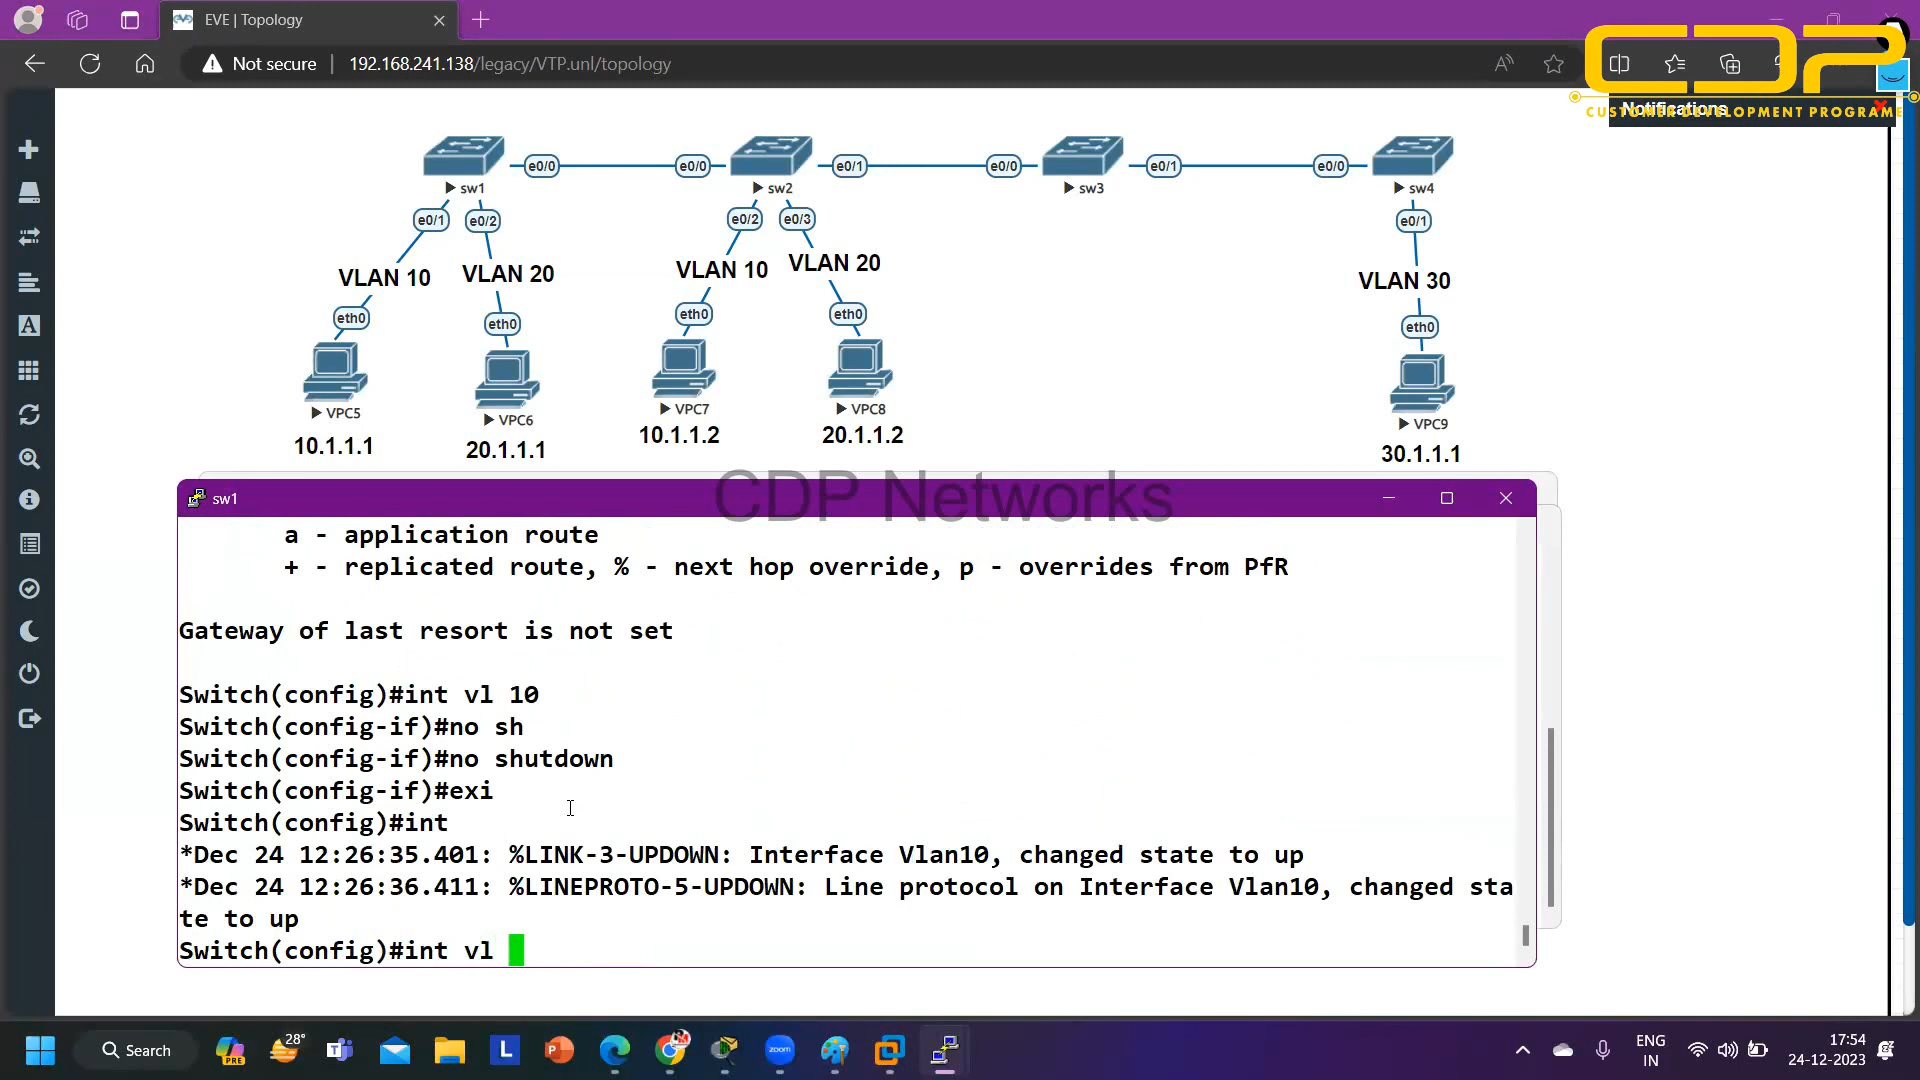 EVE | Topology
Not secure
192.168.241.138/legacy/VTP.unl/topology
CDP
CUSTOMER DEVELOPMENT PROGRAME
Notifications
e0/0
e0/0
e0/1
e0/0
e0/1
e0/0
sw1
sw2
sw3
sw4
e0/1
e0/2
e0/2
e0/3
e0/1
VLAN 10
VLAN 20
VLAN 10
VLAN 20
VLAN 30
eth0
eth0
eth0
eth0
eth0
VPC5
VPC6
VPC7
VPC8
VPC9
10.1.1.1
20.1.1.1
10.1.1.2
20.1.1.2
30.1.1.1
CDP Networks
sw1
a - application route
+ - replicated route, % - next hop override, p - overrides from PfR
Gateway of last resort is not set
Switch(config)#int vl 10
Switch(config-if)#no sh
Switch(config-if)#no shutdown
Switch(config-if)#exi
Switch(config)#int
*Dec 24 12:26:35.401: %LINK-3-UPDOWN: Interface Vlan10, changed state to up
*Dec 24 12:26:36.411: %LINEPROTO-5-UPDOWN: Line protocol on Interface Vlan10, changed sta
te to up
Switch(config)#int vl
Search
PRE
28°
L
zoom
ENG
IN
17:54
24-12-2023